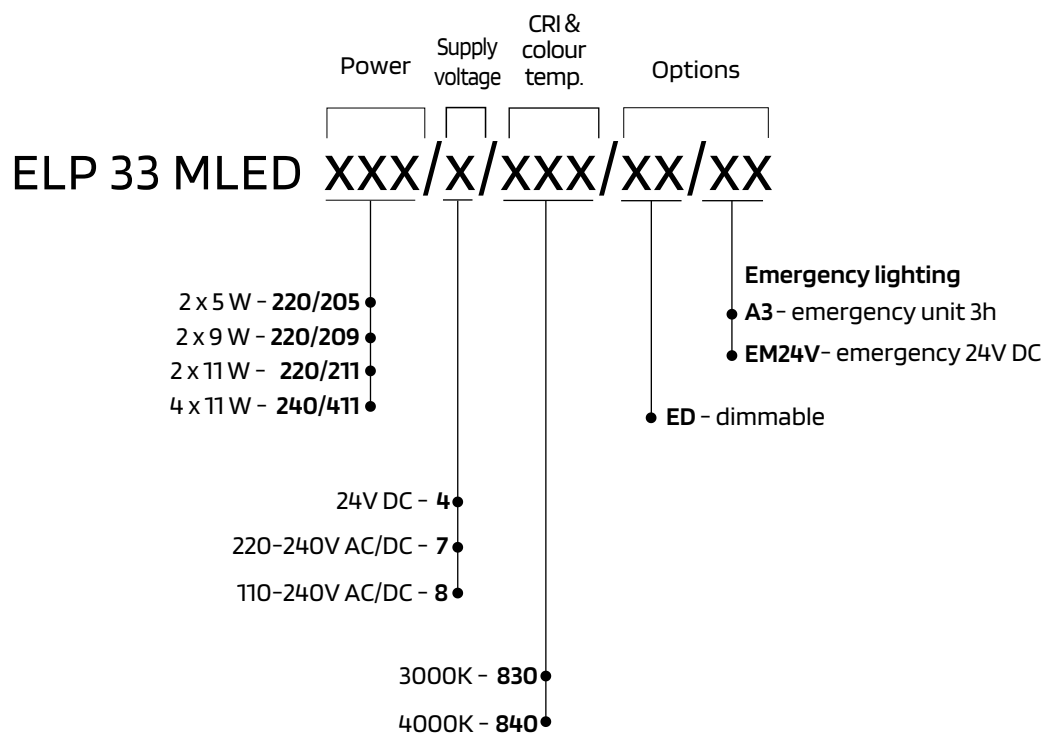 Power
Supply
voltage
CRI &
colour
temp.
Options
ELP 33 MLED xxx/x/xxx/xx/xx
2 x 5 W - 220/205
2 x 9 W - 220/209
2 x 11 W - 220/211
4 x 11 W - 240/411
Emergency lighting
A3 - emergency unit 3h
EM24V - emergency 24V DC
ED - dimmable
24V DC - 4
220-240V AC/DC - 7
110-240V AC/DC - 8
3000K - 830
4000K - 840